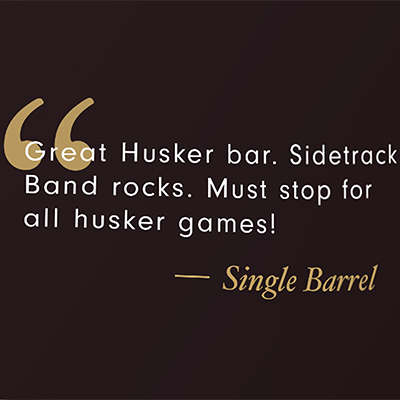 “
Great Husker bar. Sidetrack
Band rocks. Must stop for
all husker games!
— Single Barrel